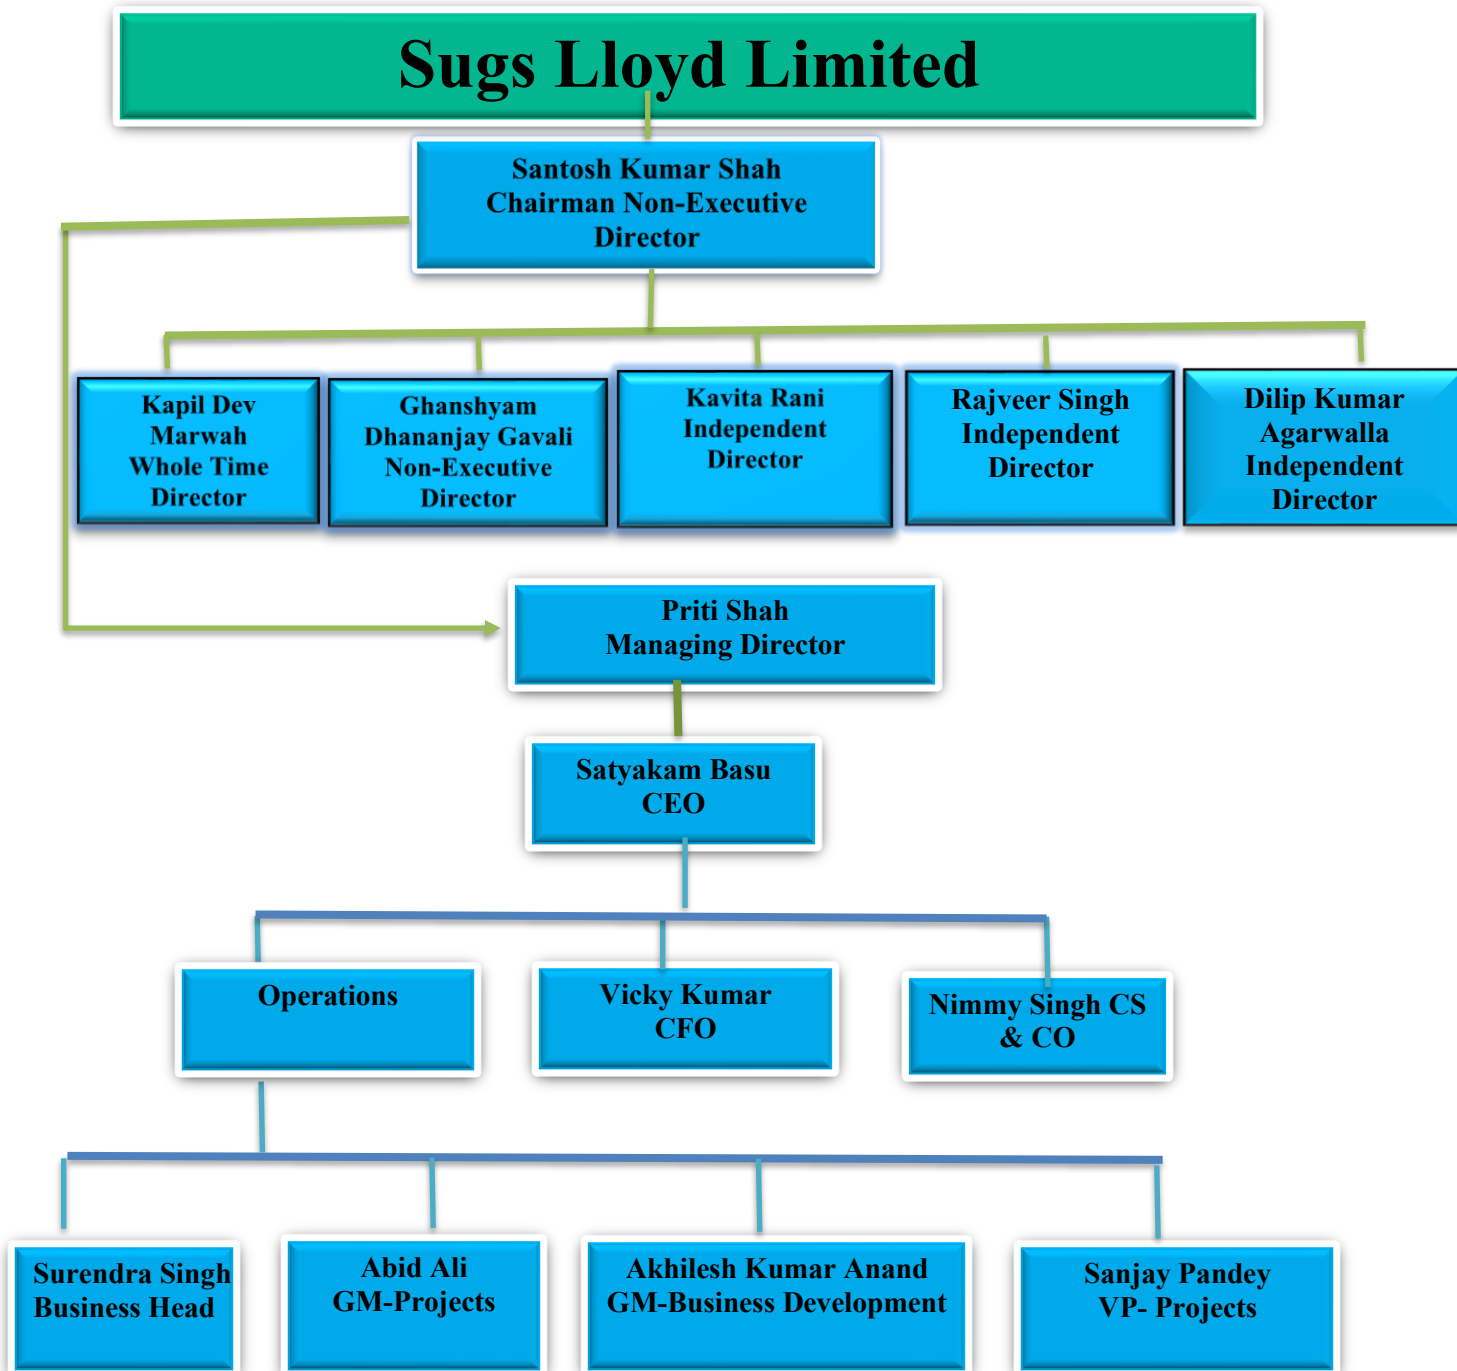 Sugs Lloyd Limited
Santosh Kumar Shah
Chairman Non-Executive
Director
Kapil Dev
Marwah
Whole Time
Director
Ghanshyam
Dhananjay Gavali
Non-Executive
Director
Kavita Rani
Independent
Director
Rajveer Singh
Independent
Director
Dilip Kumar
Agarwalla
Independent
Director
Priti Shah
Managing Director
Satyakam Basu
CEO
Operations
Vicky Kumar
CFO
Nimmy Singh CS
& CO
Surendra Singh
Business Head
Abid Ali
GM-Projects
Akhilesh Kumar Anand
GM-Business Development
Sanjay Pandey
VP- Projects